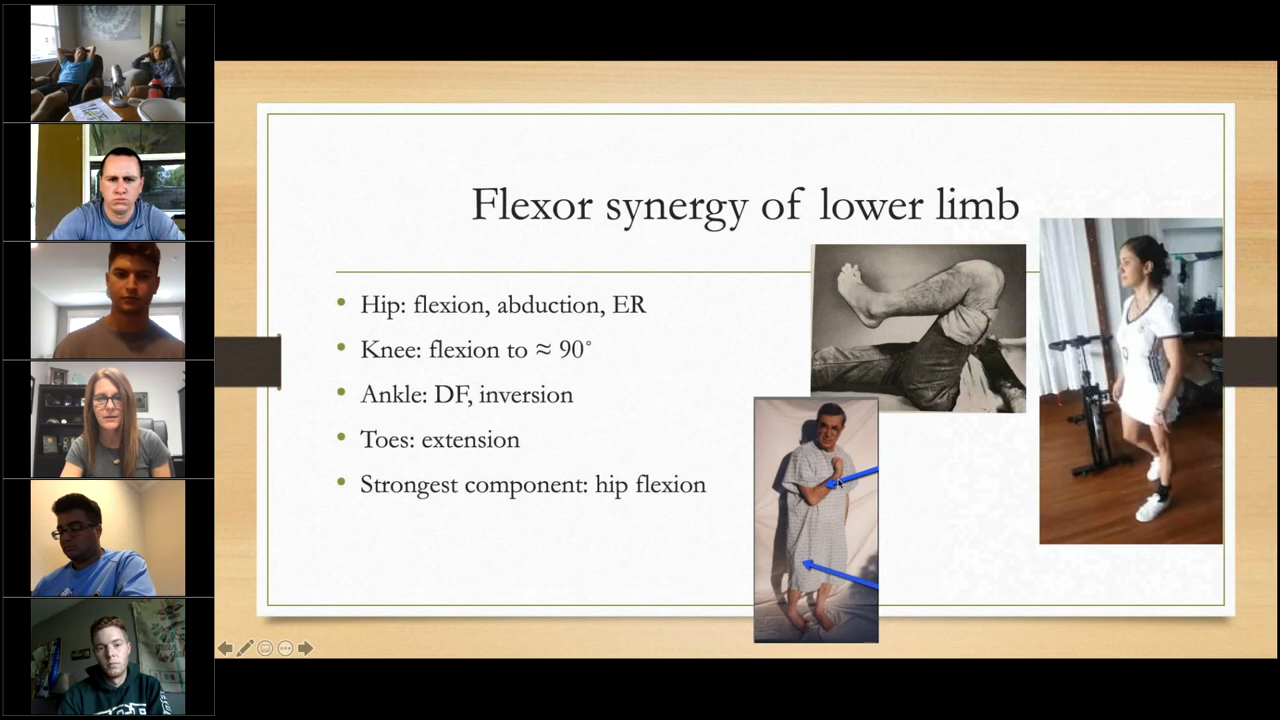 Flexor synergy of lower limb
• Hip: flexion, abduction, ER
• Knee: flexion to ≈ 90°
• Ankle: DF, inversion
• Toes: extension
• Strongest component: hip flexion